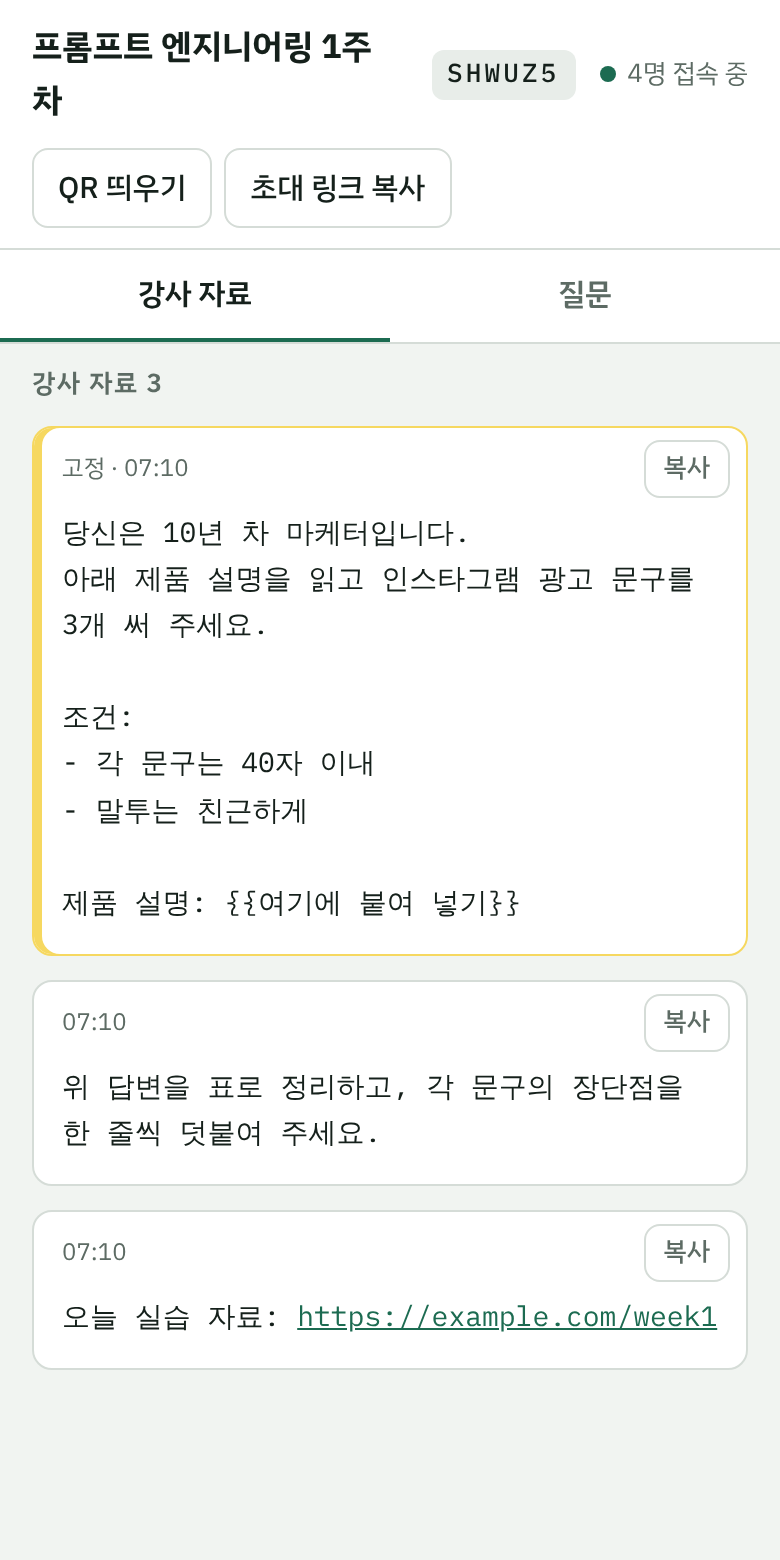 프롬프트 엔지니어링 1주
차
SHWUZ5
4명 접속 중
QR 띄우기
초대 링크 복사
강사 자료
질문
강사 자료 3
고정 · 07:10
복사
당신은 10년 차 마케터입니다.
아래 제품 설명을 읽고 인스타그램 광고 문구를
3개 써 주세요.
조건:
- 각 문구는 40자 이내
- 말투는 친근하게
제품 설명: {{여기에 붙여 넣기}}
07:10
복사
위 답변을 표로 정리하고, 각 문구의 장단점을
한 줄씩 덧붙여 주세요.
07:10
복사
오늘 실습 자료: https://example.com/week1